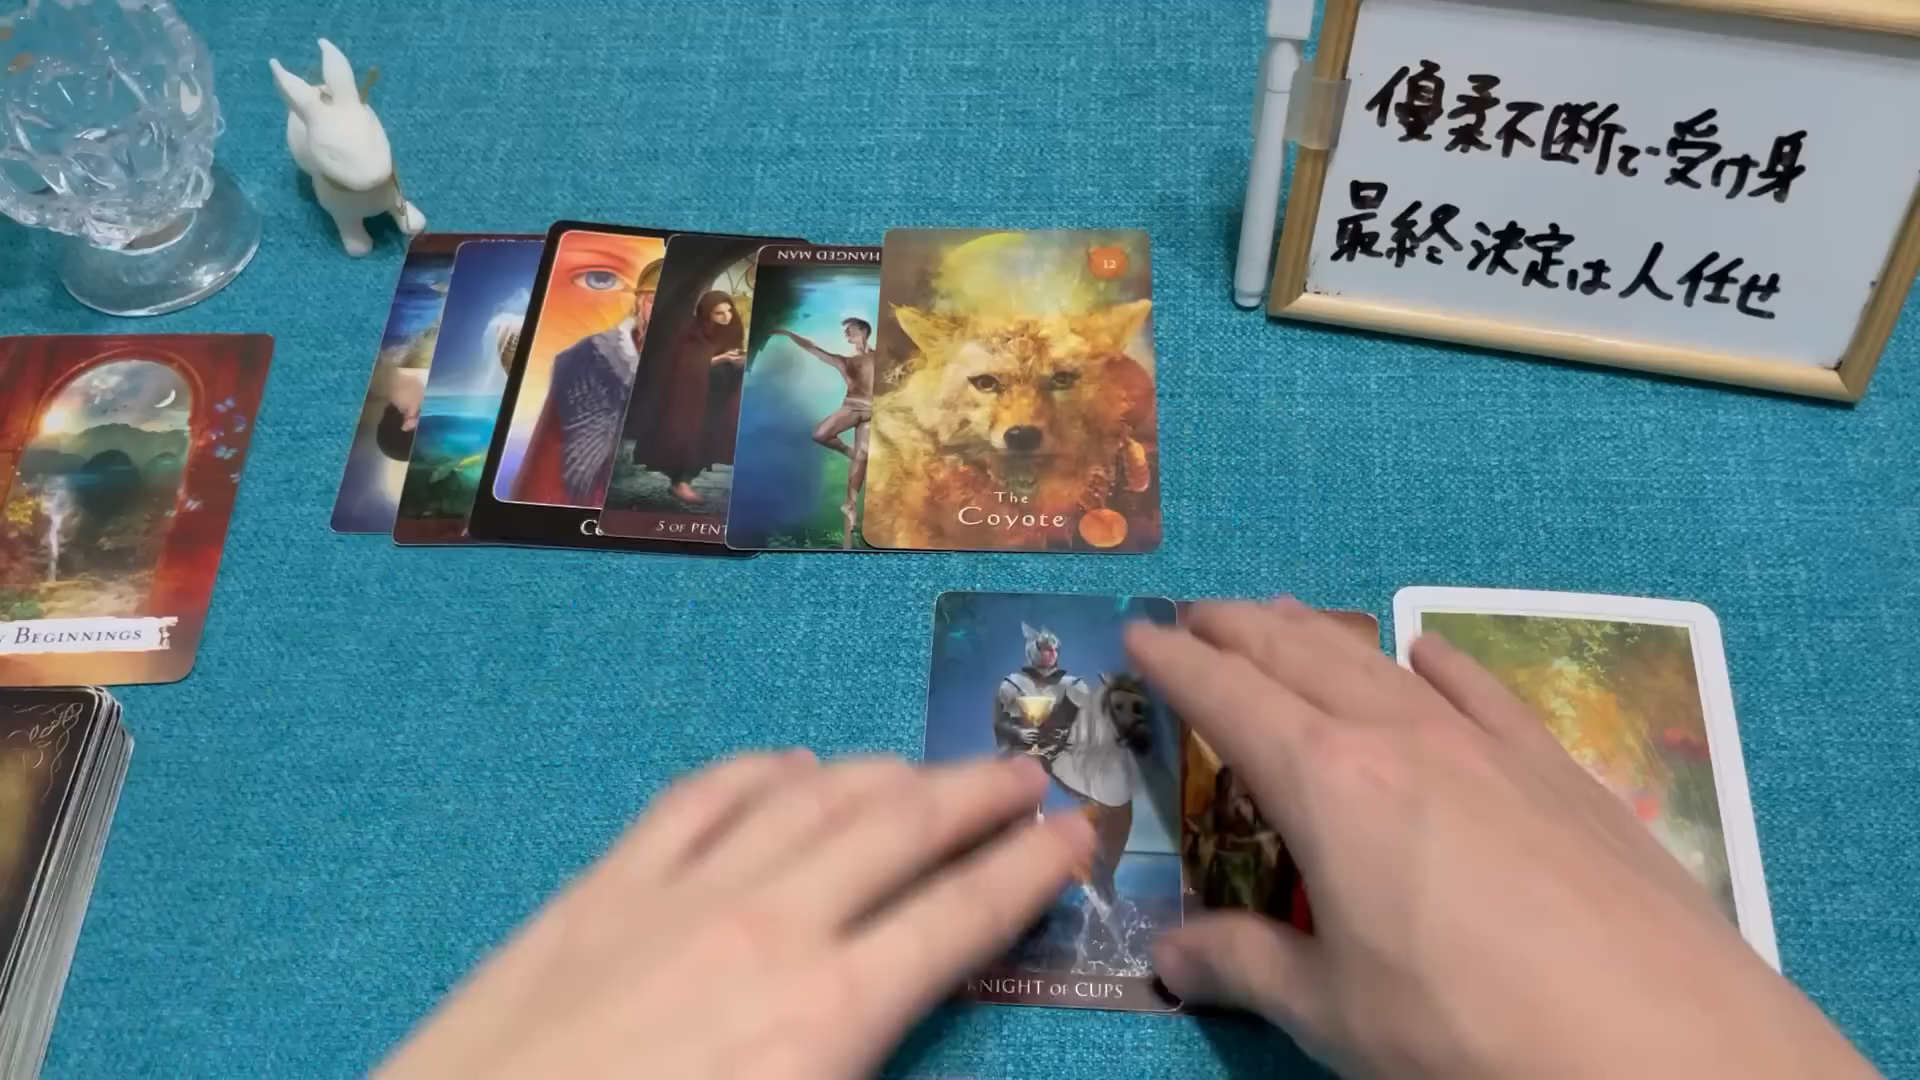 優柔不断で受け身
最終決定は人任せ
HANGED MAN
12
The
Coyote
5 OF PENT
BEGINNINGS
KNIGHT OF CUPS